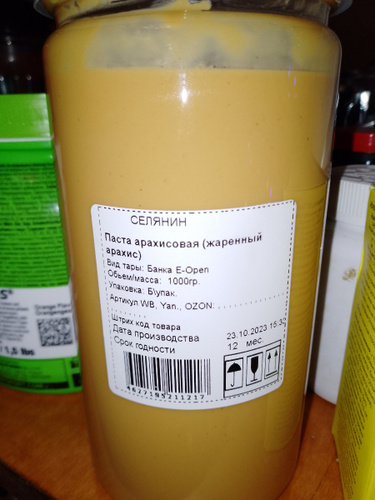 СЕЛЯНИН
Паста арахисовая (жаренный
арахис)
Вид тары: Банка E-Open
Объем/масса: 1000гр.
Упаковка: Б\упак.
Артикул WB, Yan., OZON: . . . . . . . . . . . . . . .
. . . . . . . .
Штрих код товара
Дата производства 23.10.2023 15:3
Срок годности 12 мес.
4627195211217